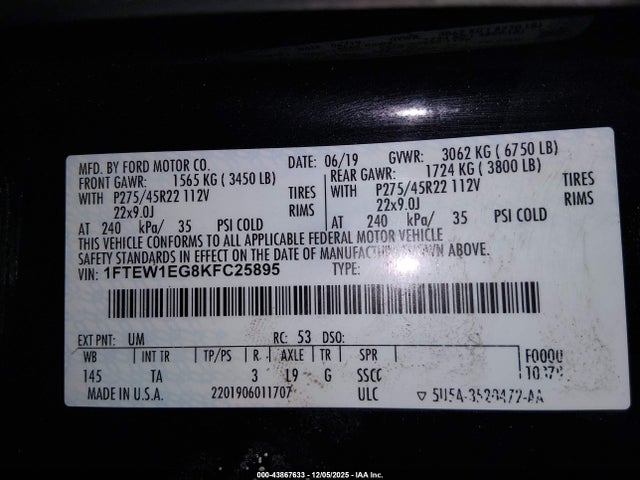 MFD. BY FORD MOTOR CO. DATE: 06/19 GVWR: 3062 KG ( 6750 LB)
FRONT GAWR: 1565 KG ( 3450 LB) REAR GAWR: 1724 KG ( 3800 LB)
WITH P275/45R22 112V TIRES WITH P275/45R22 112V TIRES
22x9.0J RIMS 22x9.0J RIMS
AT 240 kPa/ 35 PSI COLD AT 240 kPa/ 35 PSI COLD
THIS VEHICLE CONFORMS TO ALL APPLICABLE FEDERAL MOTOR VEHICLE
SAFETY STANDARDS IN EFFECT ON THE DATE OF MANUFACTURE SHOWN ABOVE.
VIN: 1FTEW1EG8KFC25895 TYPE:
EXT PNT: UM RC: 53 DSO:
WB INT TR TP/PS R. AXLE TR SPR
145 TA 3 L9 G SSCC
MADE IN U.S.A. 2201906011707 ULC
000-43867633 - 12/05/2025 - IAA Inc.